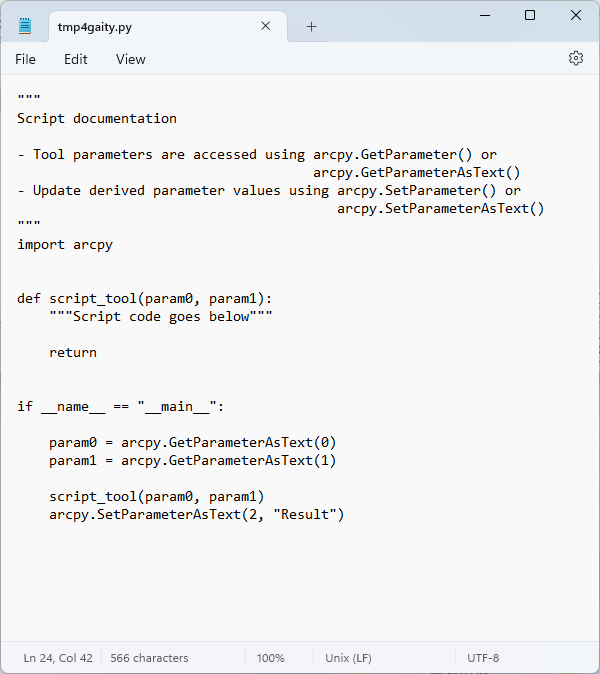 tmp4gaity.py
File Edit View
"""
Script documentation
- Tool parameters are accessed using arcpy.GetParameter() or
                                     arcpy.GetParameterAsText()
- Update derived parameter values using arcpy.SetParameter() or
                                        arcpy.SetParameterAsText()
"""
import arcpy
def script_tool(param0, param1):
    """Script code goes below"""
    return
if __name__ == "__main__":
    param0 = arcpy.GetParameterAsText(0)
    param1 = arcpy.GetParameterAsText(1)
    script_tool(param0, param1)
    arcpy.SetParameterAsText(2, "Result")
Ln 24, Col 42 566 characters 100% Unix (LF) UTF-8